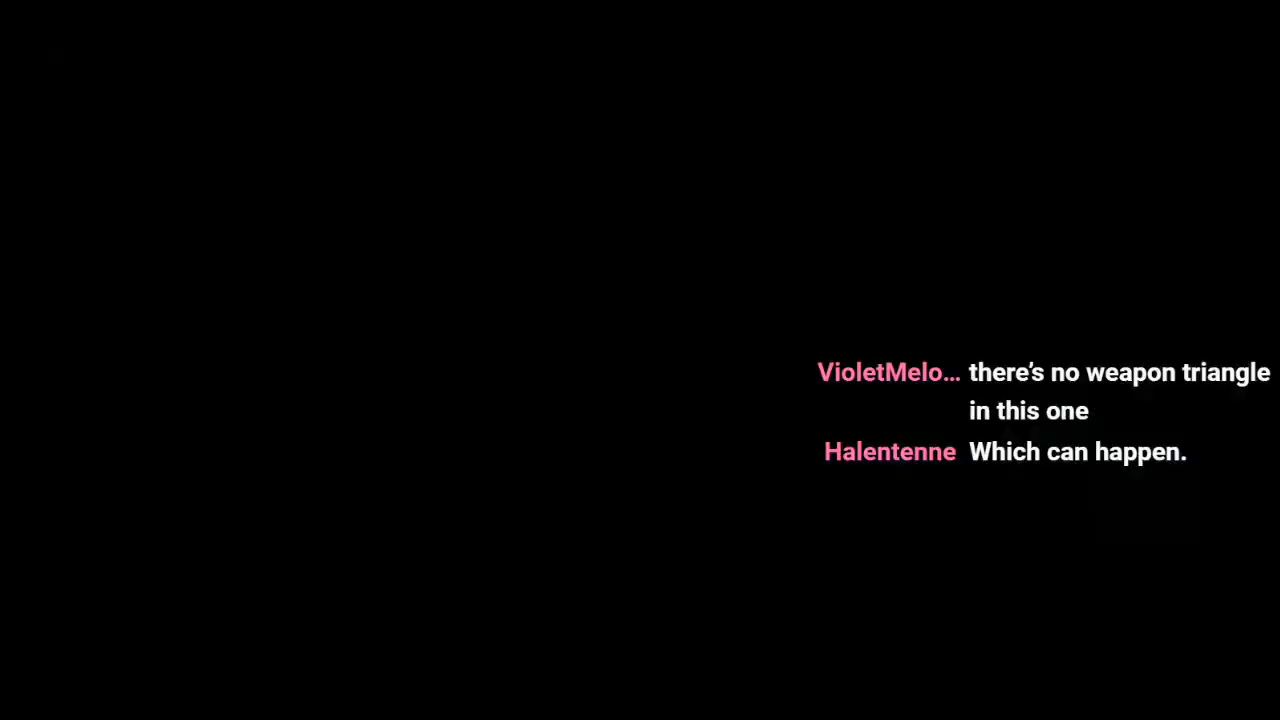 VioletMelo… there’s no weapon triangle
in this one
Halentenne Which can happen.